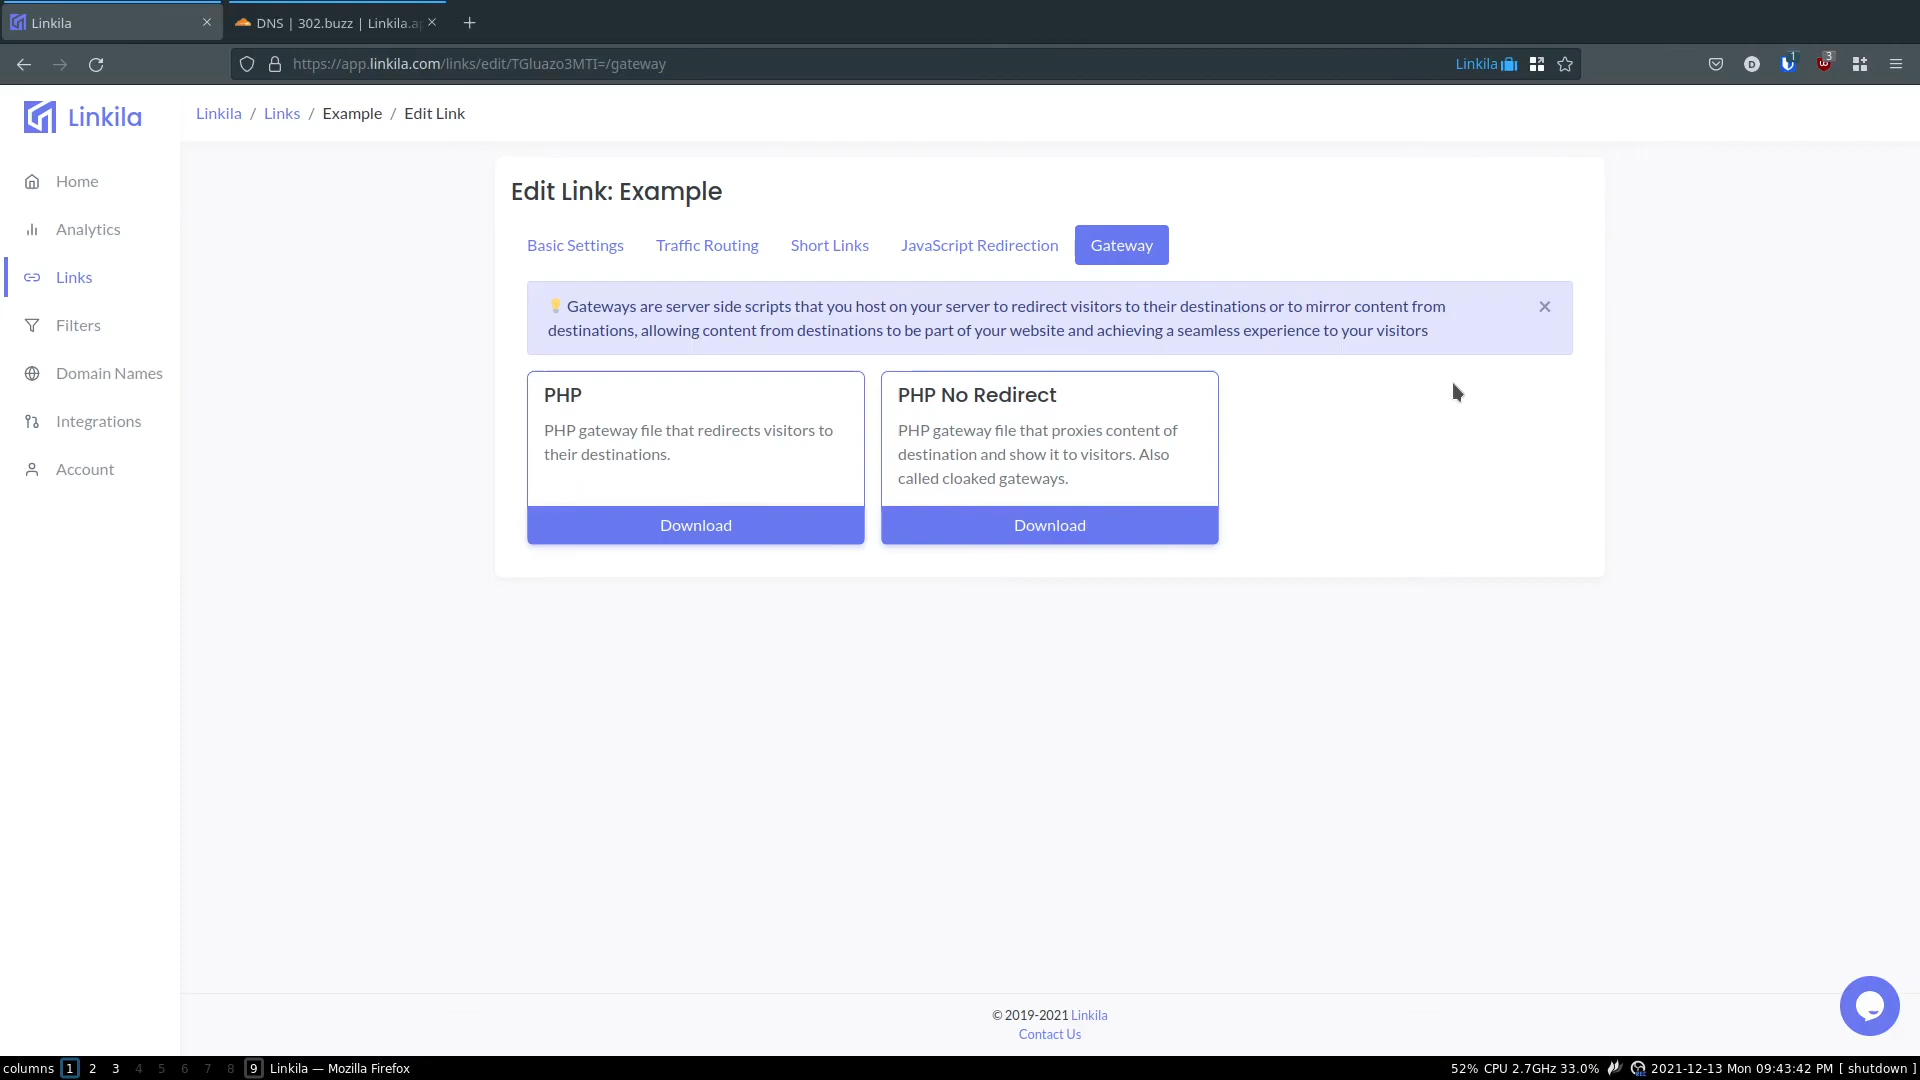 Linkila
DNS | 302.buzz | Linkila.a
https://app.linkila.com/links/edit/TGluazo3MTI=/gateway
Linkila
1
3
Linkila
Linkila / Links / Example / Edit Link
Home
Analytics
Links
Filters
Domain Names
Integrations
Account
Edit Link: Example
Basic Settings
Traffic Routing
Short Links
JavaScript Redirection
Gateway
Gateways are server side scripts that you host on your server to redirect visitors to their destinations or to mirror content from
destinations, allowing content from destinations to be part of your website and achieving a seamless experience to your visitors
PHP
PHP gateway file that redirects visitors to
their destinations.
Download
PHP No Redirect
PHP gateway file that proxies content of
destination and show it to visitors. Also
called cloaked gateways.
Download
© 2019-2021 Linkila
Contact Us
columns 1 2 3 4 5 6 7 8 9 Linkila — Mozilla Firefox
52% CPU 2.7GHz 33.0% 2021-12-13 Mon 09:43:42 PM [ shutdown ]